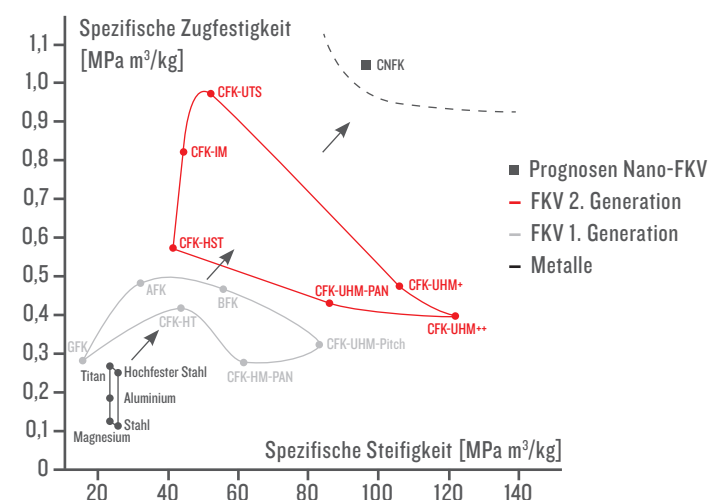 Spezifische Zugfestigkeit
[MPa m³/kg]
1,1
1,0
0,9
0,8
0,7
0,6
0,5
0,4
0,3
0,2
0,1
0
CNFK
CFK-UTS
CFK-IM
CFK-HST
CFK-UHM-PAN
CFK-UHM+
CFK-UHM++
AFK
BFK
GFK
CFK-HT
CFK-UHM-Pitch
CFK-HM-PAN
Titan
Hochfester Stahl
Aluminium
Stahl
Magnesium
Prognosen Nano-FKV
FKV 2. Generation
FKV 1. Generation
Metalle
Spezifische Steifigkeit [MPa m³/kg]
20 40 60 80 100 120 140